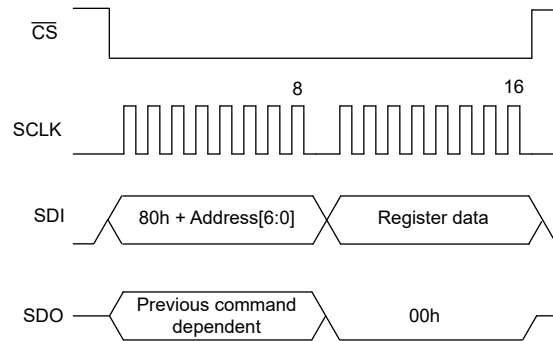 CS
8
16
SCLK
SDI
80h + Address[6:0]
Register data
SDO
Previous command
dependent
00h